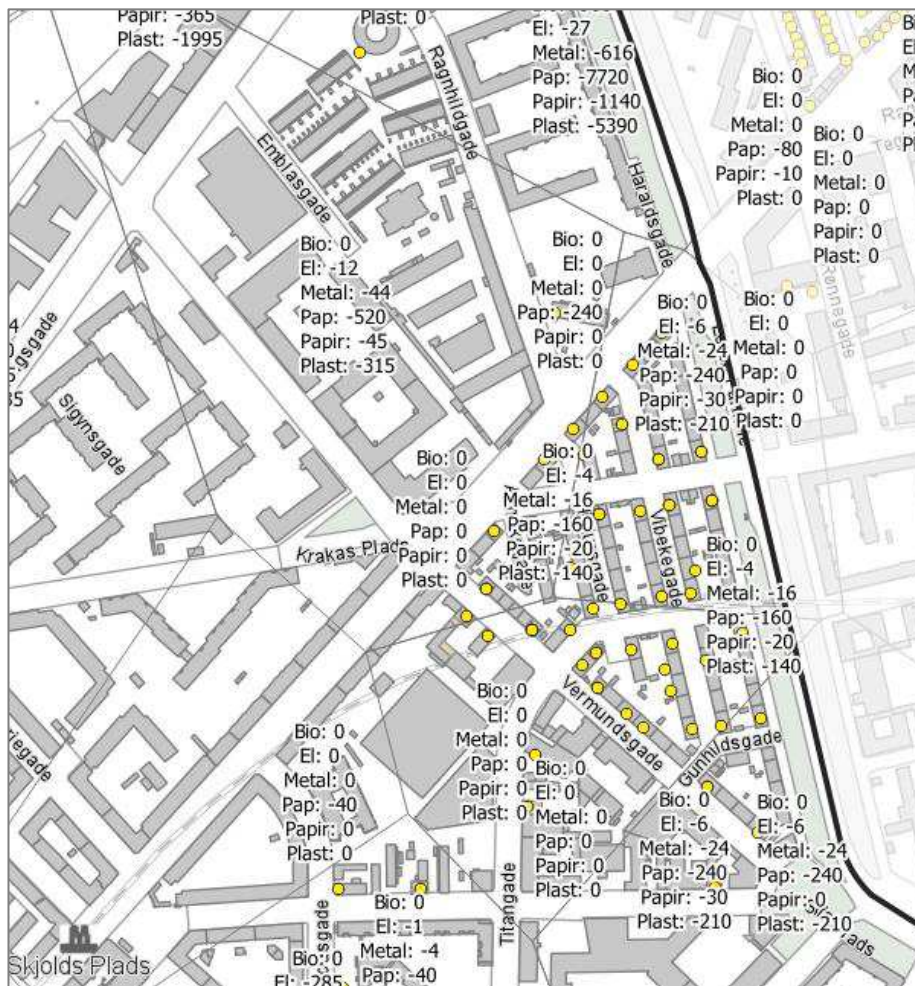 Papir: -365
Plast: -1995
Plast: 0
El: -27
Metal: -616
Pap: -7720
Papir: -1140
Plast: -5390
Bio: 0
El: 0
Metal: 0
Pap: -80
Papir: -10
Plast: 0
Bio: 0
El: 0
Metal: 0
Pap: 0
Papir: 0
Plast: 0
Ragnhildgade
Emblasgade
Haraldsgade
Rønnegade
Bio: 0
El: -12
Metal: -44
Pap: -520
Papir: -45
Plast: -315
Bio: 0
El: 0
Metal: 0
Pap: -240
Papir: 0
Plast: 0
Bio: 0
El: -6
Metal: -24
Pap: -240
Papir: -30
Plast: -210
Bio: 0
El: 0
Metal: 0
Pap: 0
Papir: 0
Plast: 0
Sigynsgade
Bio: 0
El: 0
Metal: 0
Pap: 0
Papir: 0
Plast: 0
Krakas Plads
Bio: 0
El: -4
Metal: -16
Pap: -160
Papir: -20
Plast: -140
Vibekegade
Bio: 0
El: -4
Metal: -16
Pap: -160
Papir: -20
Plast: -140
Vermundsgade
Gunhildsgade
Bio: 0
El: 0
Metal: 0
Pap: 0
Papir: 0
Plast: 0
Bio: 0
El: 0
Metal: 0
Pap: -40
Papir: 0
Plast: 0
Bio: 0
El: 0
Metal: 0
Pap: 0
Papir: 0
Plast: 0
Bio: 0
El: -6
Metal: -24
Pap: -240
Papir: -30
Plast: -210
Bio: 0
El: -6
Metal: -24
Pap: -240
Papir: 0
Plast: -210
Titangade
Bio: 0
El: -1
Metal: -4
Pap: -40
Bio: 0
El: -285
M
Skjolds Plads